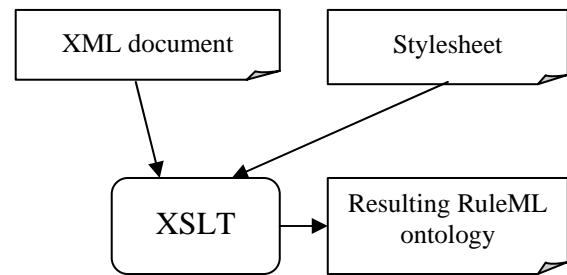 XML document
Stylesheet
XSLT
Resulting RuleML
ontology